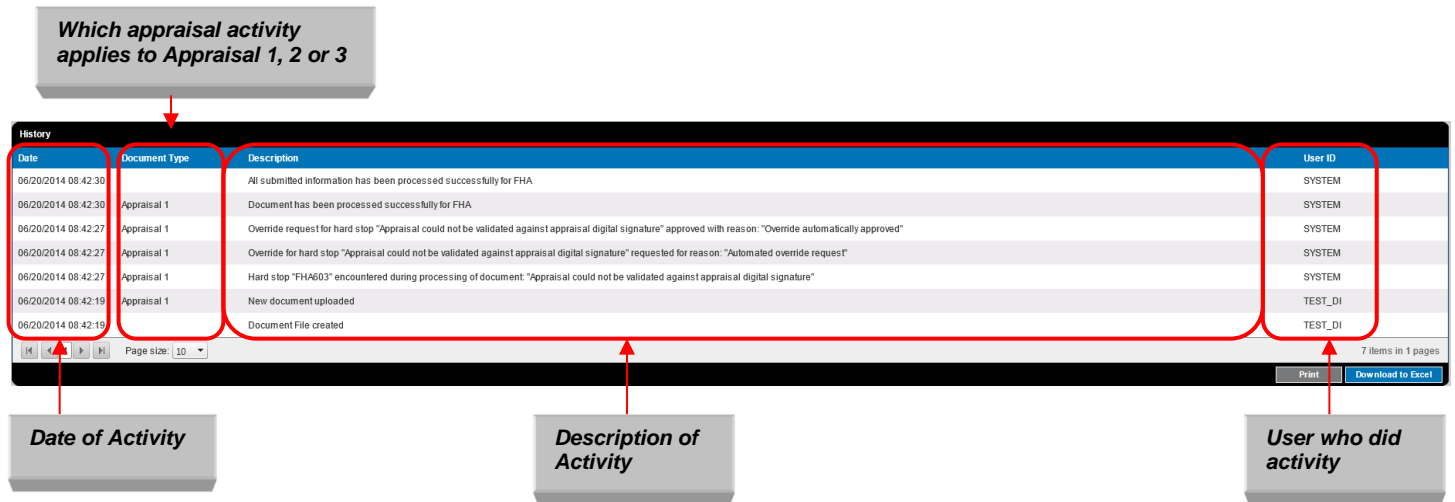 Which appraisal activity
applies to Appraisal 1, 2 or 3
History
Date Document Type Description User ID
06/20/2014 08:42:30 All submitted information has been processed successfully for FHA SYSTEM
06/20/2014 08:42:30 Appraisal 1 Document has been processed successfully for FHA SYSTEM
06/20/2014 08:42:27 Appraisal 1 Override request for hard stop "Appraisal could not be validated against appraisal digital signature" approved with reason: "Override automatically approved" SYSTEM
06/20/2014 08:42:27 Appraisal 1 Override for hard stop "Appraisal could not be validated against appraisal digital signature" requested for reason: "Automated override request" SYSTEM
06/20/2014 08:42:27 Appraisal 1 Hard stop "FHA603" encountered during processing of document: "Appraisal could not be validated against appraisal digital signature" SYSTEM
06/20/2014 08:42:19 Appraisal 1 New document uploaded TEST_DI
06/20/2014 08:42:19 Document File created TEST_DI
Page size: 10 7 items in 1 pages
Print Download to Excel
Date of Activity
Description of
Activity
User who did
activity